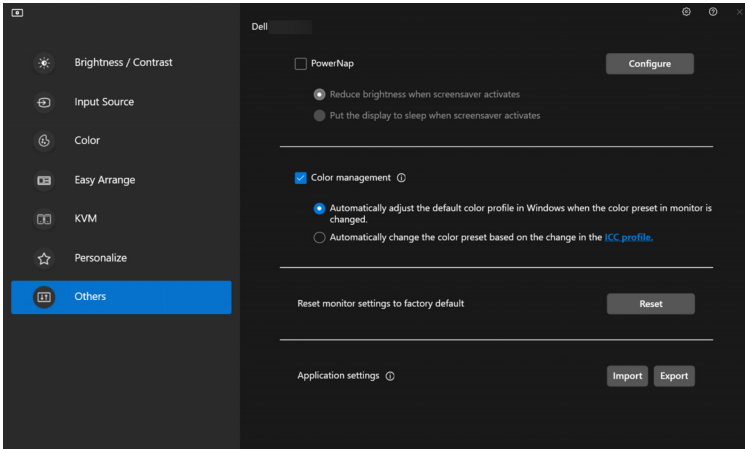 Dell
Brightness / Contrast
Input Source
Color
Easy Arrange
KVM
Personalize
Others
PowerNap
Configure
Reduce brightness when screensaver activates
Put the display to sleep when screensaver activates
Color management
Automatically adjust the default color profile in Windows when the color preset in monitor is
changed.
Automatically change the color preset based on the change in the ICC profile.
Reset monitor settings to factory default
Reset
Application settings
Import
Export